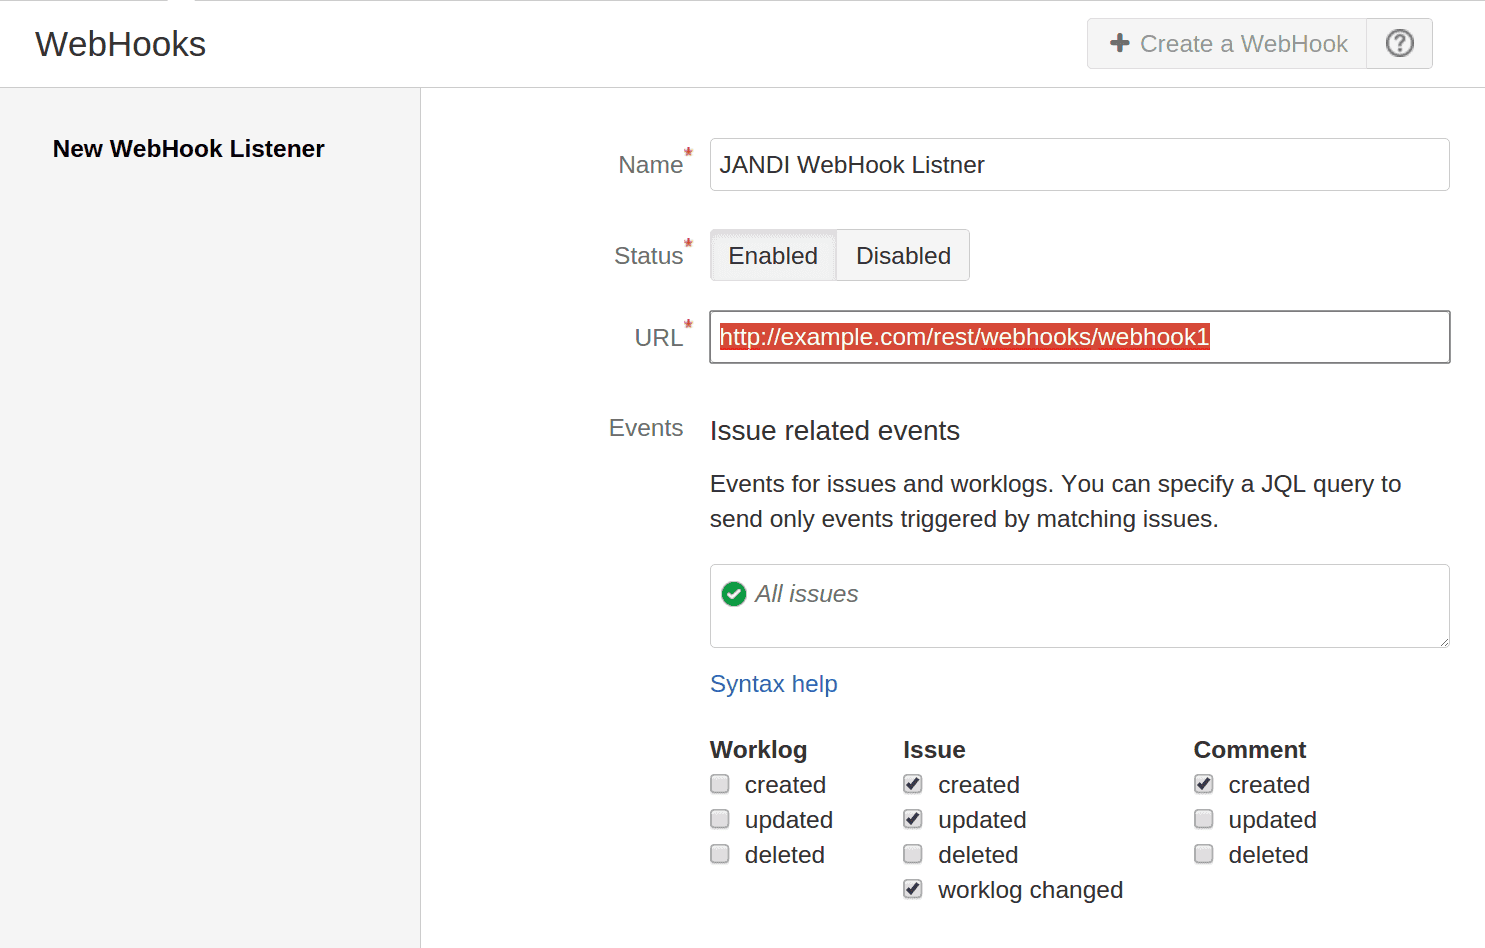 WebHooks
Create a WebHook
New WebHook Listener
Name*
JANDI WebHook Listner
Status*
Enabled Disabled
URL*
http://example.com/rest/webhooks/webhook1
Events
Issue related events
Events for issues and worklogs. You can specify a JQL query to
send only events triggered by matching issues.
All issues
Syntax help
Worklog Issue Comment
created created created
updated updated updated
deleted deleted deleted
worklog changed